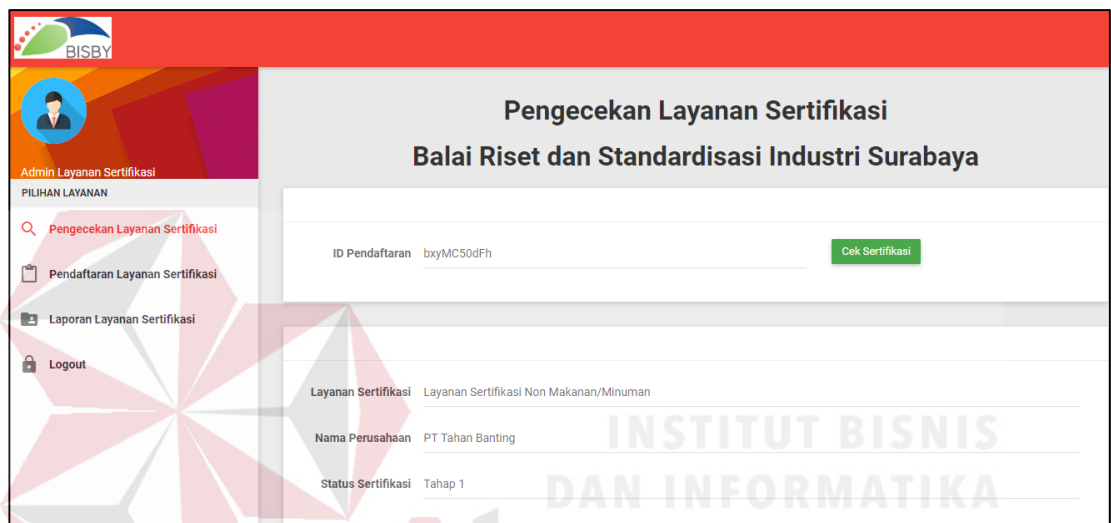 BISBY
Admin Layanan Sertifikasi
PILIHAN LAYANAN
Pengecekan Layanan Sertifikasi
Pendaftaran Layanan Sertifikasi
Laporan Layanan Sertifikasi
Logout
Pengecekan Layanan Sertifikasi
Balai Riset dan Standardisasi Industri Surabaya
ID Pendaftaran bxyMC50dFh Cek Sertifikasi
Layanan Sertifikasi Layanan Sertifikasi Non Makanan/Minuman
Nama Perusahaan PT Tahan Banting
Status Sertifikasi Tahap 1
INSTITUT BISNIS
DAN INFORMATIKA